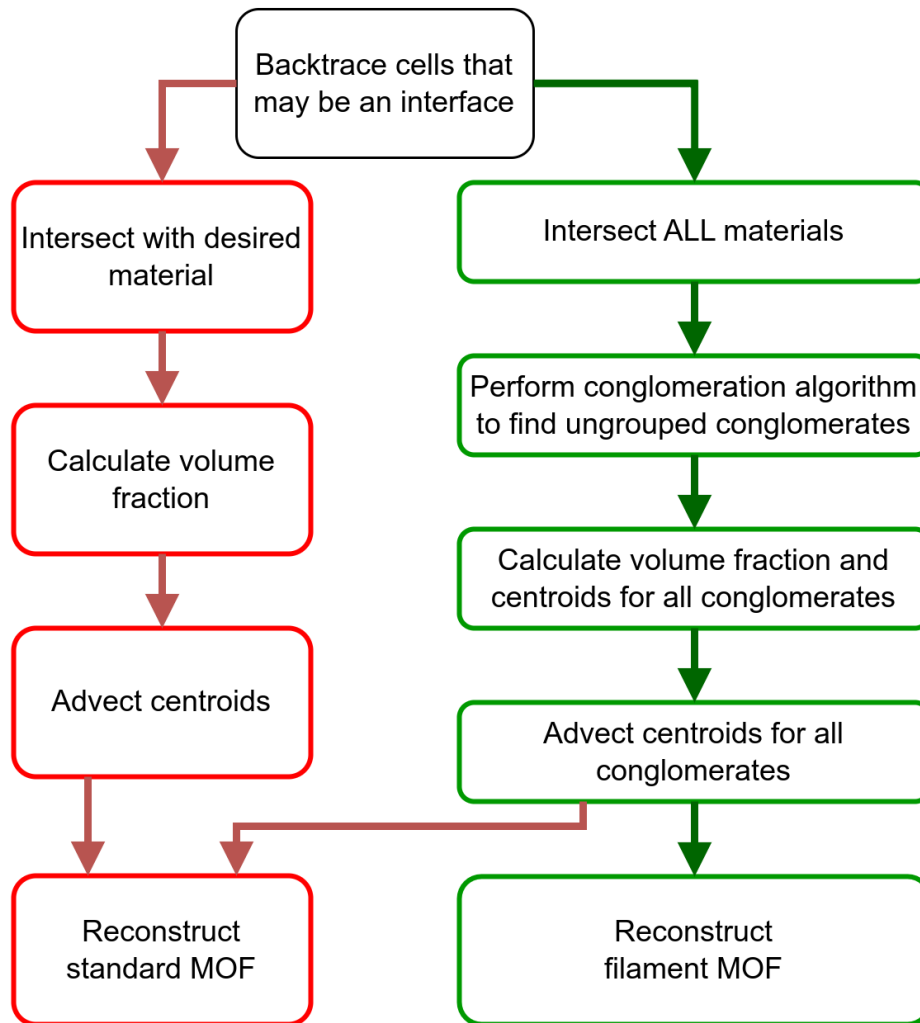 Backtrace cells that
may be an interface
Intersect with desired
material
Intersect ALL materials
Calculate volume
fraction
Perform conglomeration algorithm
to find ungrouped conglomerates
Calculate volume fraction and
centroids for all conglomerates
Advect centroids
Advect centroids for all
conglomerates
Reconstruct
standard MOF
Reconstruct
filament MOF